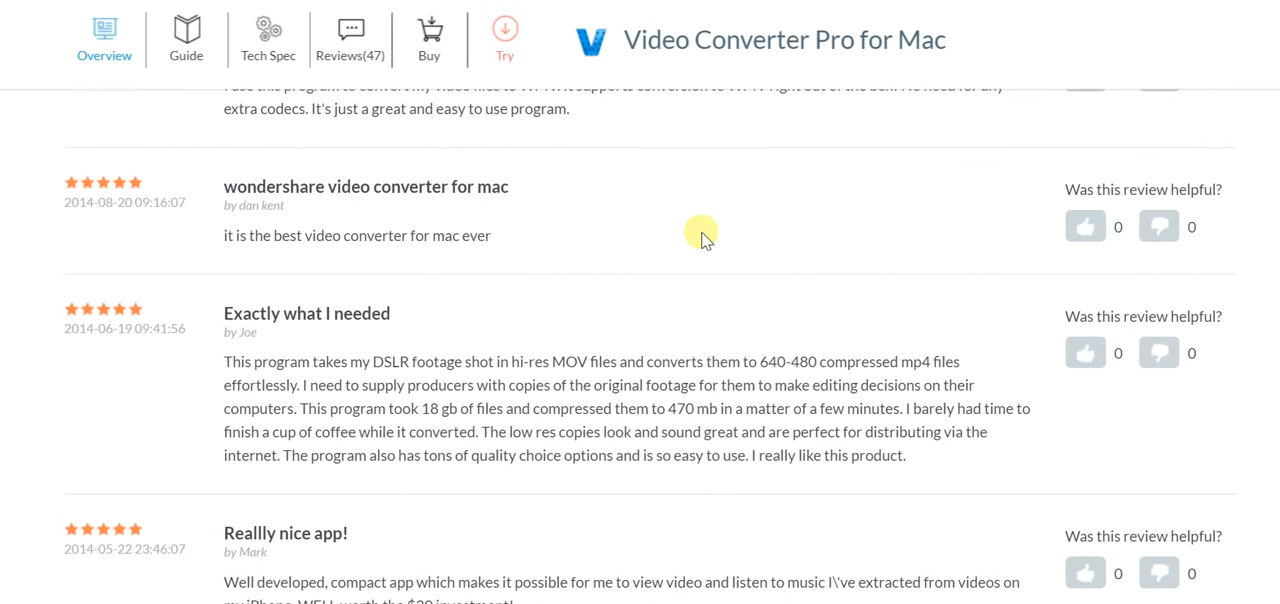 Overview
Guide
Tech Spec
Reviews(47)
Buy
Try
Video Converter Pro for Mac
extra codecs. It's just a great and easy to use program.
2014-08-20 09:16:07
wondershare video converter for mac
by dan kent
it is the best video converter for mac ever
Was this review helpful?
0
0
2014-06-19 09:41:56
Exactly what I needed
by Joe
This program takes my DSLR footage shot in hi-res MOV files and converts them to 640-480 compressed mp4 files
effortlessly. I need to supply producers with copies of the original footage for them to make editing decisions on their
computers. This program took 18 gb of files and compressed them to 470 mb in a matter of a few minutes. I barely had time to
finish a cup of coffee while it converted. The low res copies look and sound great and are perfect for distributing via the
internet. The program also has tons of quality choice options and is so easy to use. I really like this product.
Was this review helpful?
0
0
2014-05-22 23:46:07
Reallly nice app!
by Mark
Well developed, compact app which makes it possible for me to view video and listen to music I\'ve extracted from videos on
Was this review helpful?
0
0